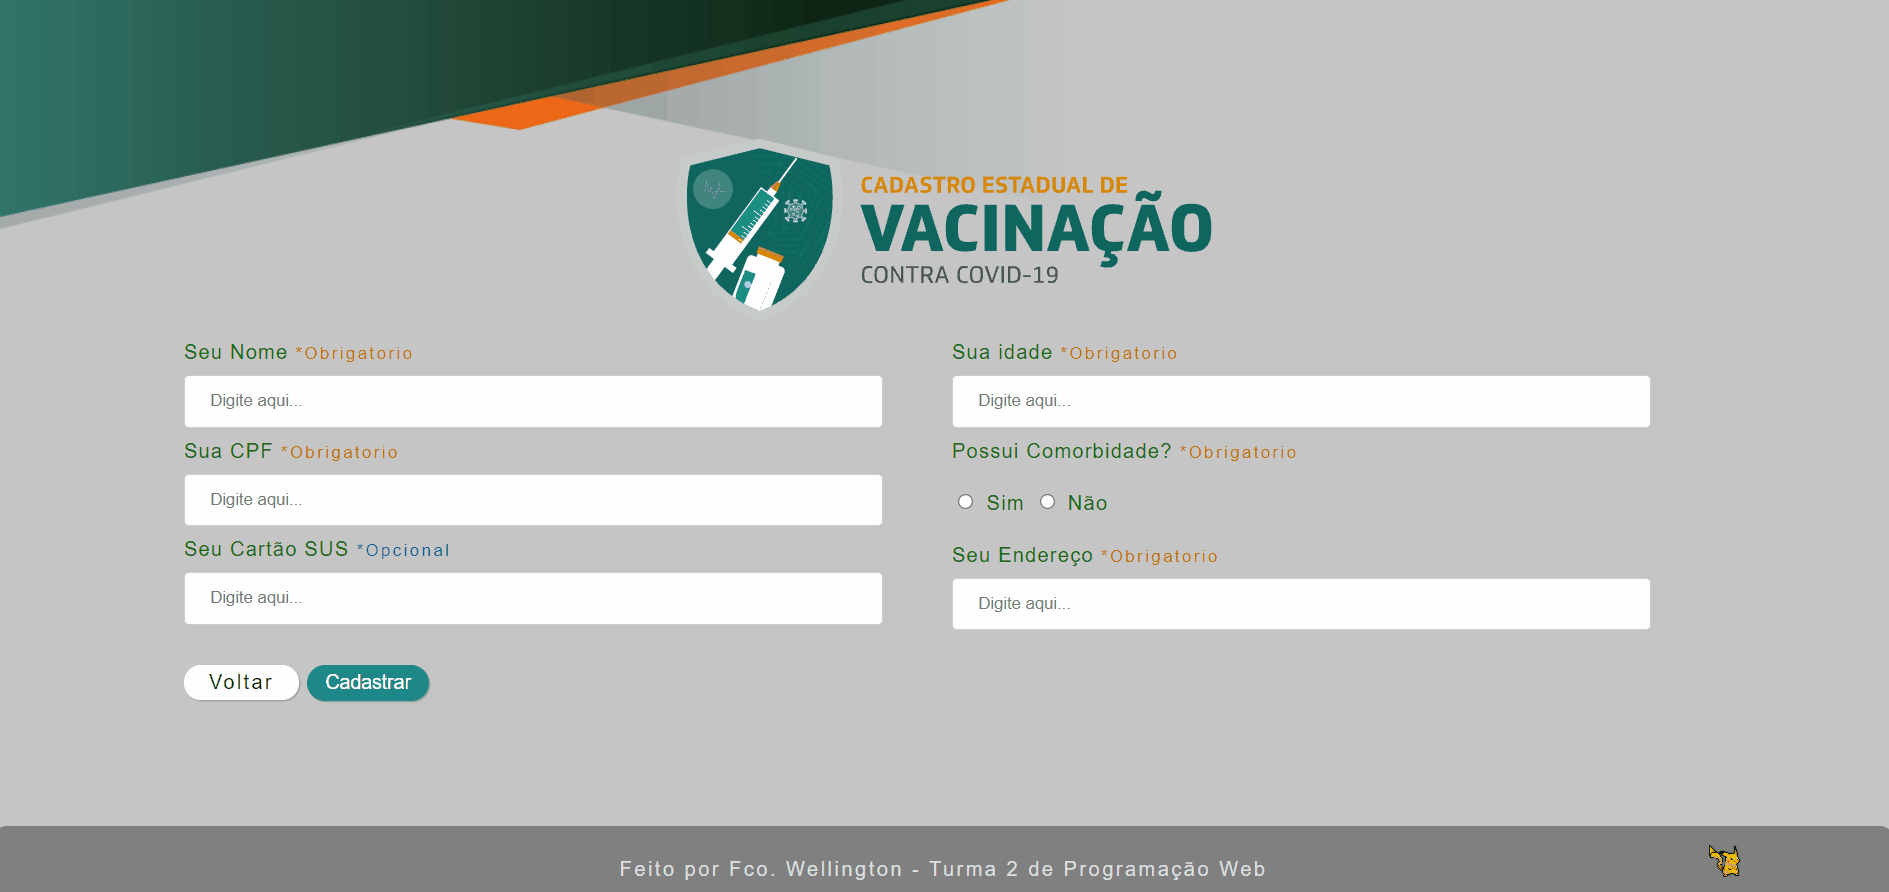 CADASTRO ESTADUAL DE
VACINAÇÃO
CONTRA COVID-19
Seu Nome *Obrigatorio
Digite aqui...
Sua CPF *Obrigatorio
Digite aqui...
Seu Cartão SUS *Opcional
Digite aqui...
Sua idade *Obrigatorio
Digite aqui...
Possui Comorbidade? *Obrigatorio
Sim Não
Seu Endereço *Obrigatorio
Digite aqui...
Voltar Cadastrar
Feito por Fco. Wellington - Turma 2 de Programação Web